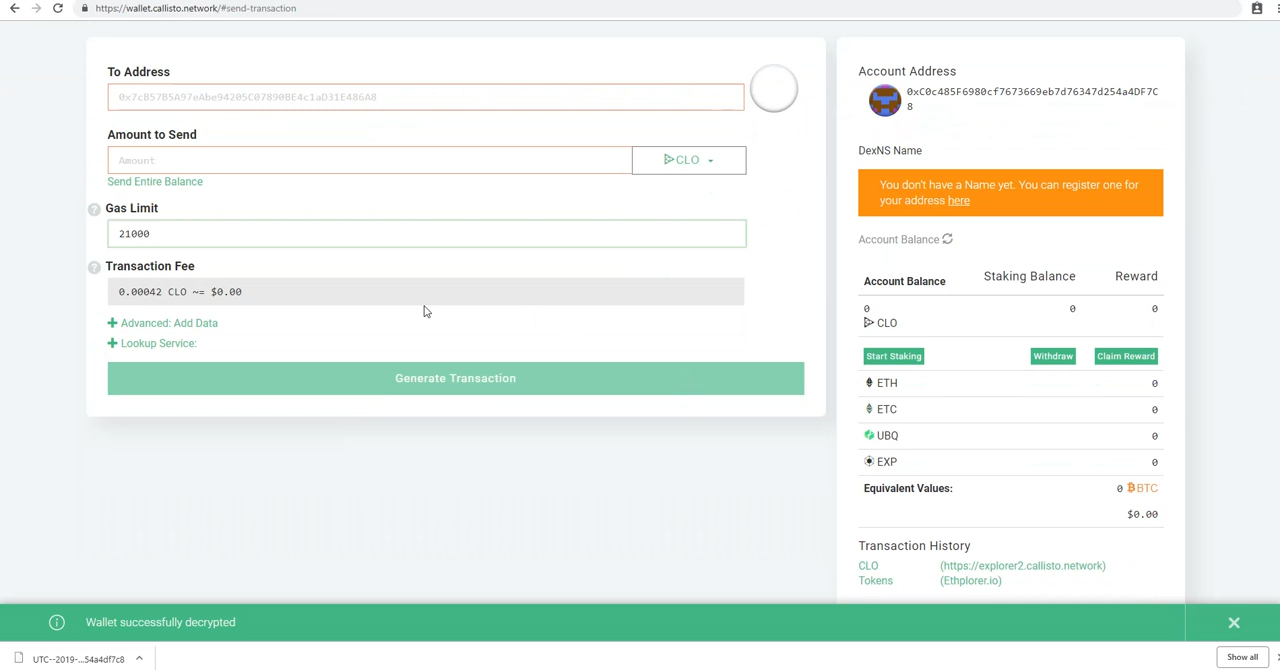 https://wallet.callisto.network/#send-transaction
To Address
0x7cB57B5A97eAbe94205C07890BE4c1aD31E486A8
Amount to Send
Amount
CLO
Send Entire Balance
Gas Limit
21000
Transaction Fee
0.00042 CLO ~= $0.00
Advanced: Add Data
Lookup Service:
Generate Transaction
Account Address
0xC0c485F6980cf7673669eb7d76347d254a4DF7C
8
DexNS Name
You don't have a Name yet. You can register one for
your address here
Account Balance
Account Balance Staking Balance Reward
0 0 0
CLO
Start Staking Withdraw Claim Reward
ETH 0
ETC 0
UBQ 0
EXP 0
Equivalent Values: 0 BTC
$0.00
Transaction History
CLO (https://explorer2.callisto.network)
Tokens (Ethplorer.io)
Wallet successfully decrypted
UTC--2019-...54a4df7c8
Show all